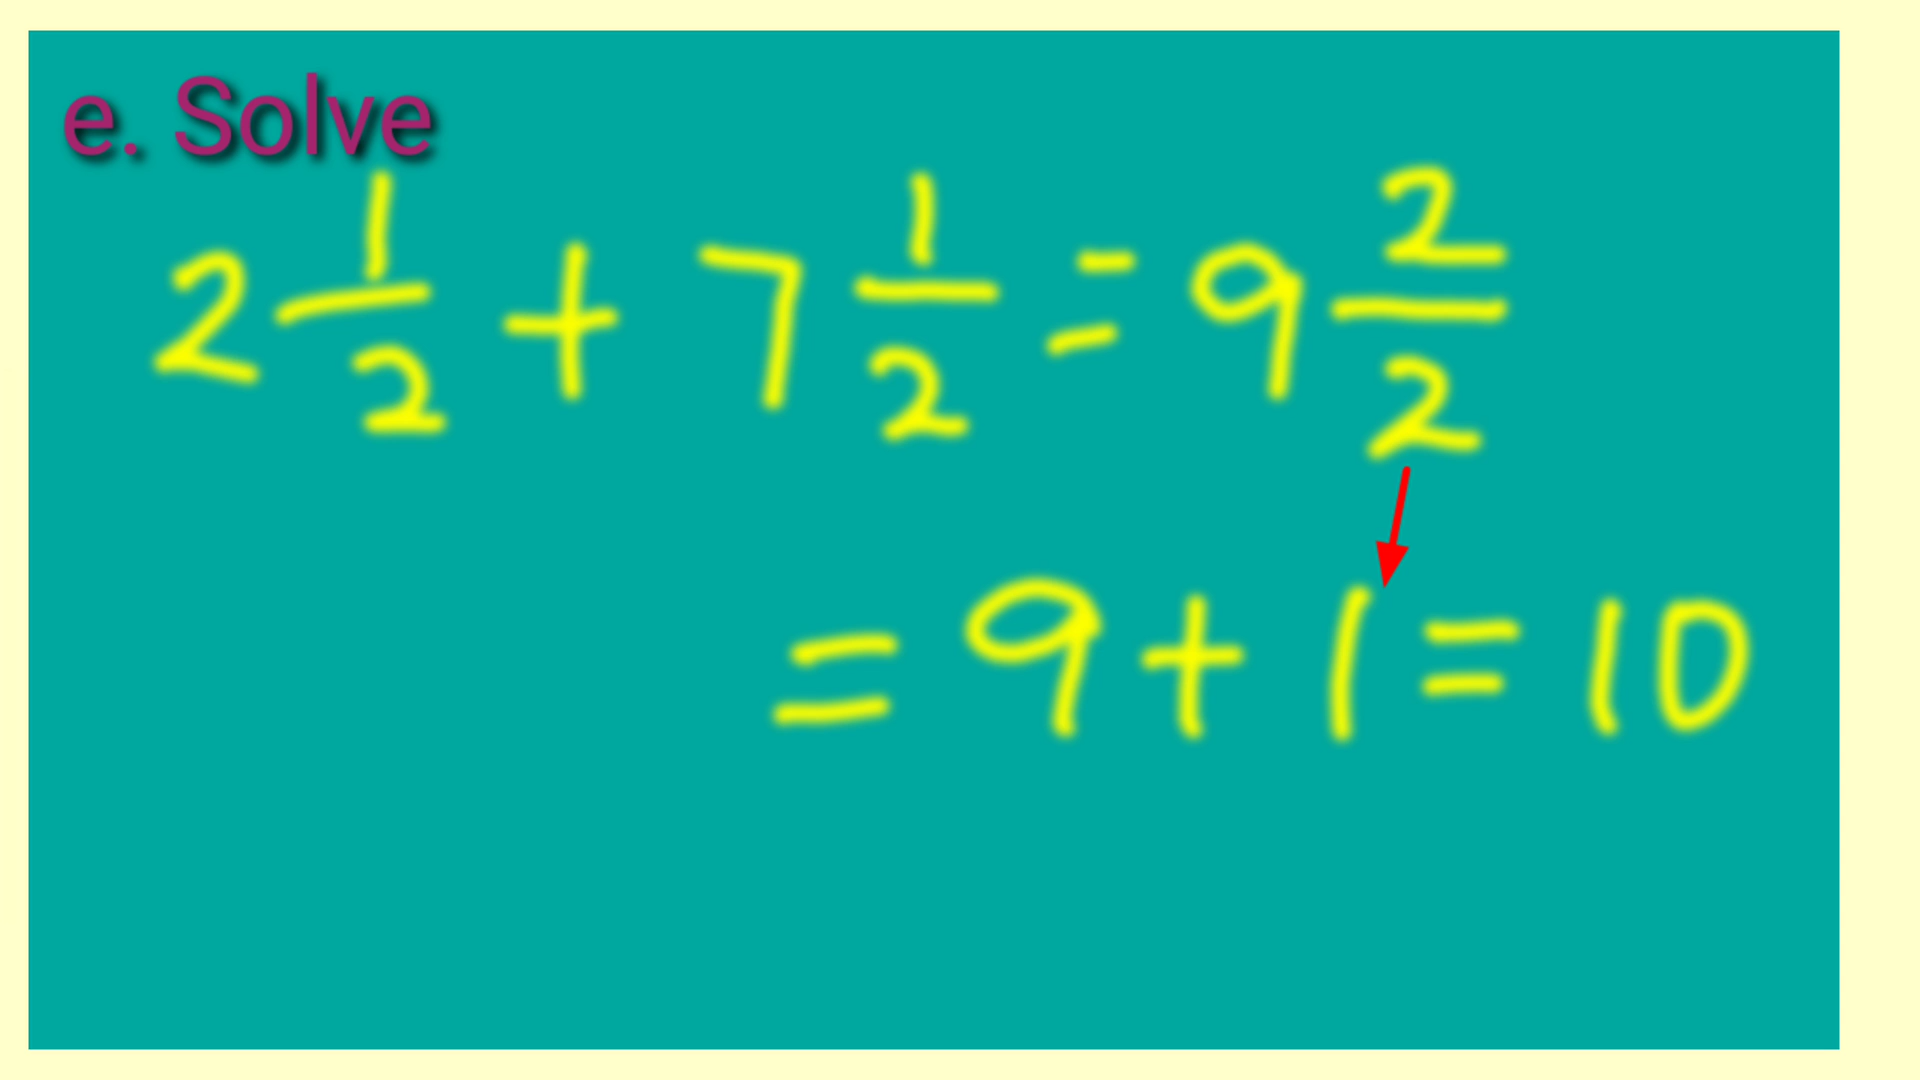 e. Solve
2 1/2 + 7 1/2 = 9 2/2
= 9 + 1 = 10